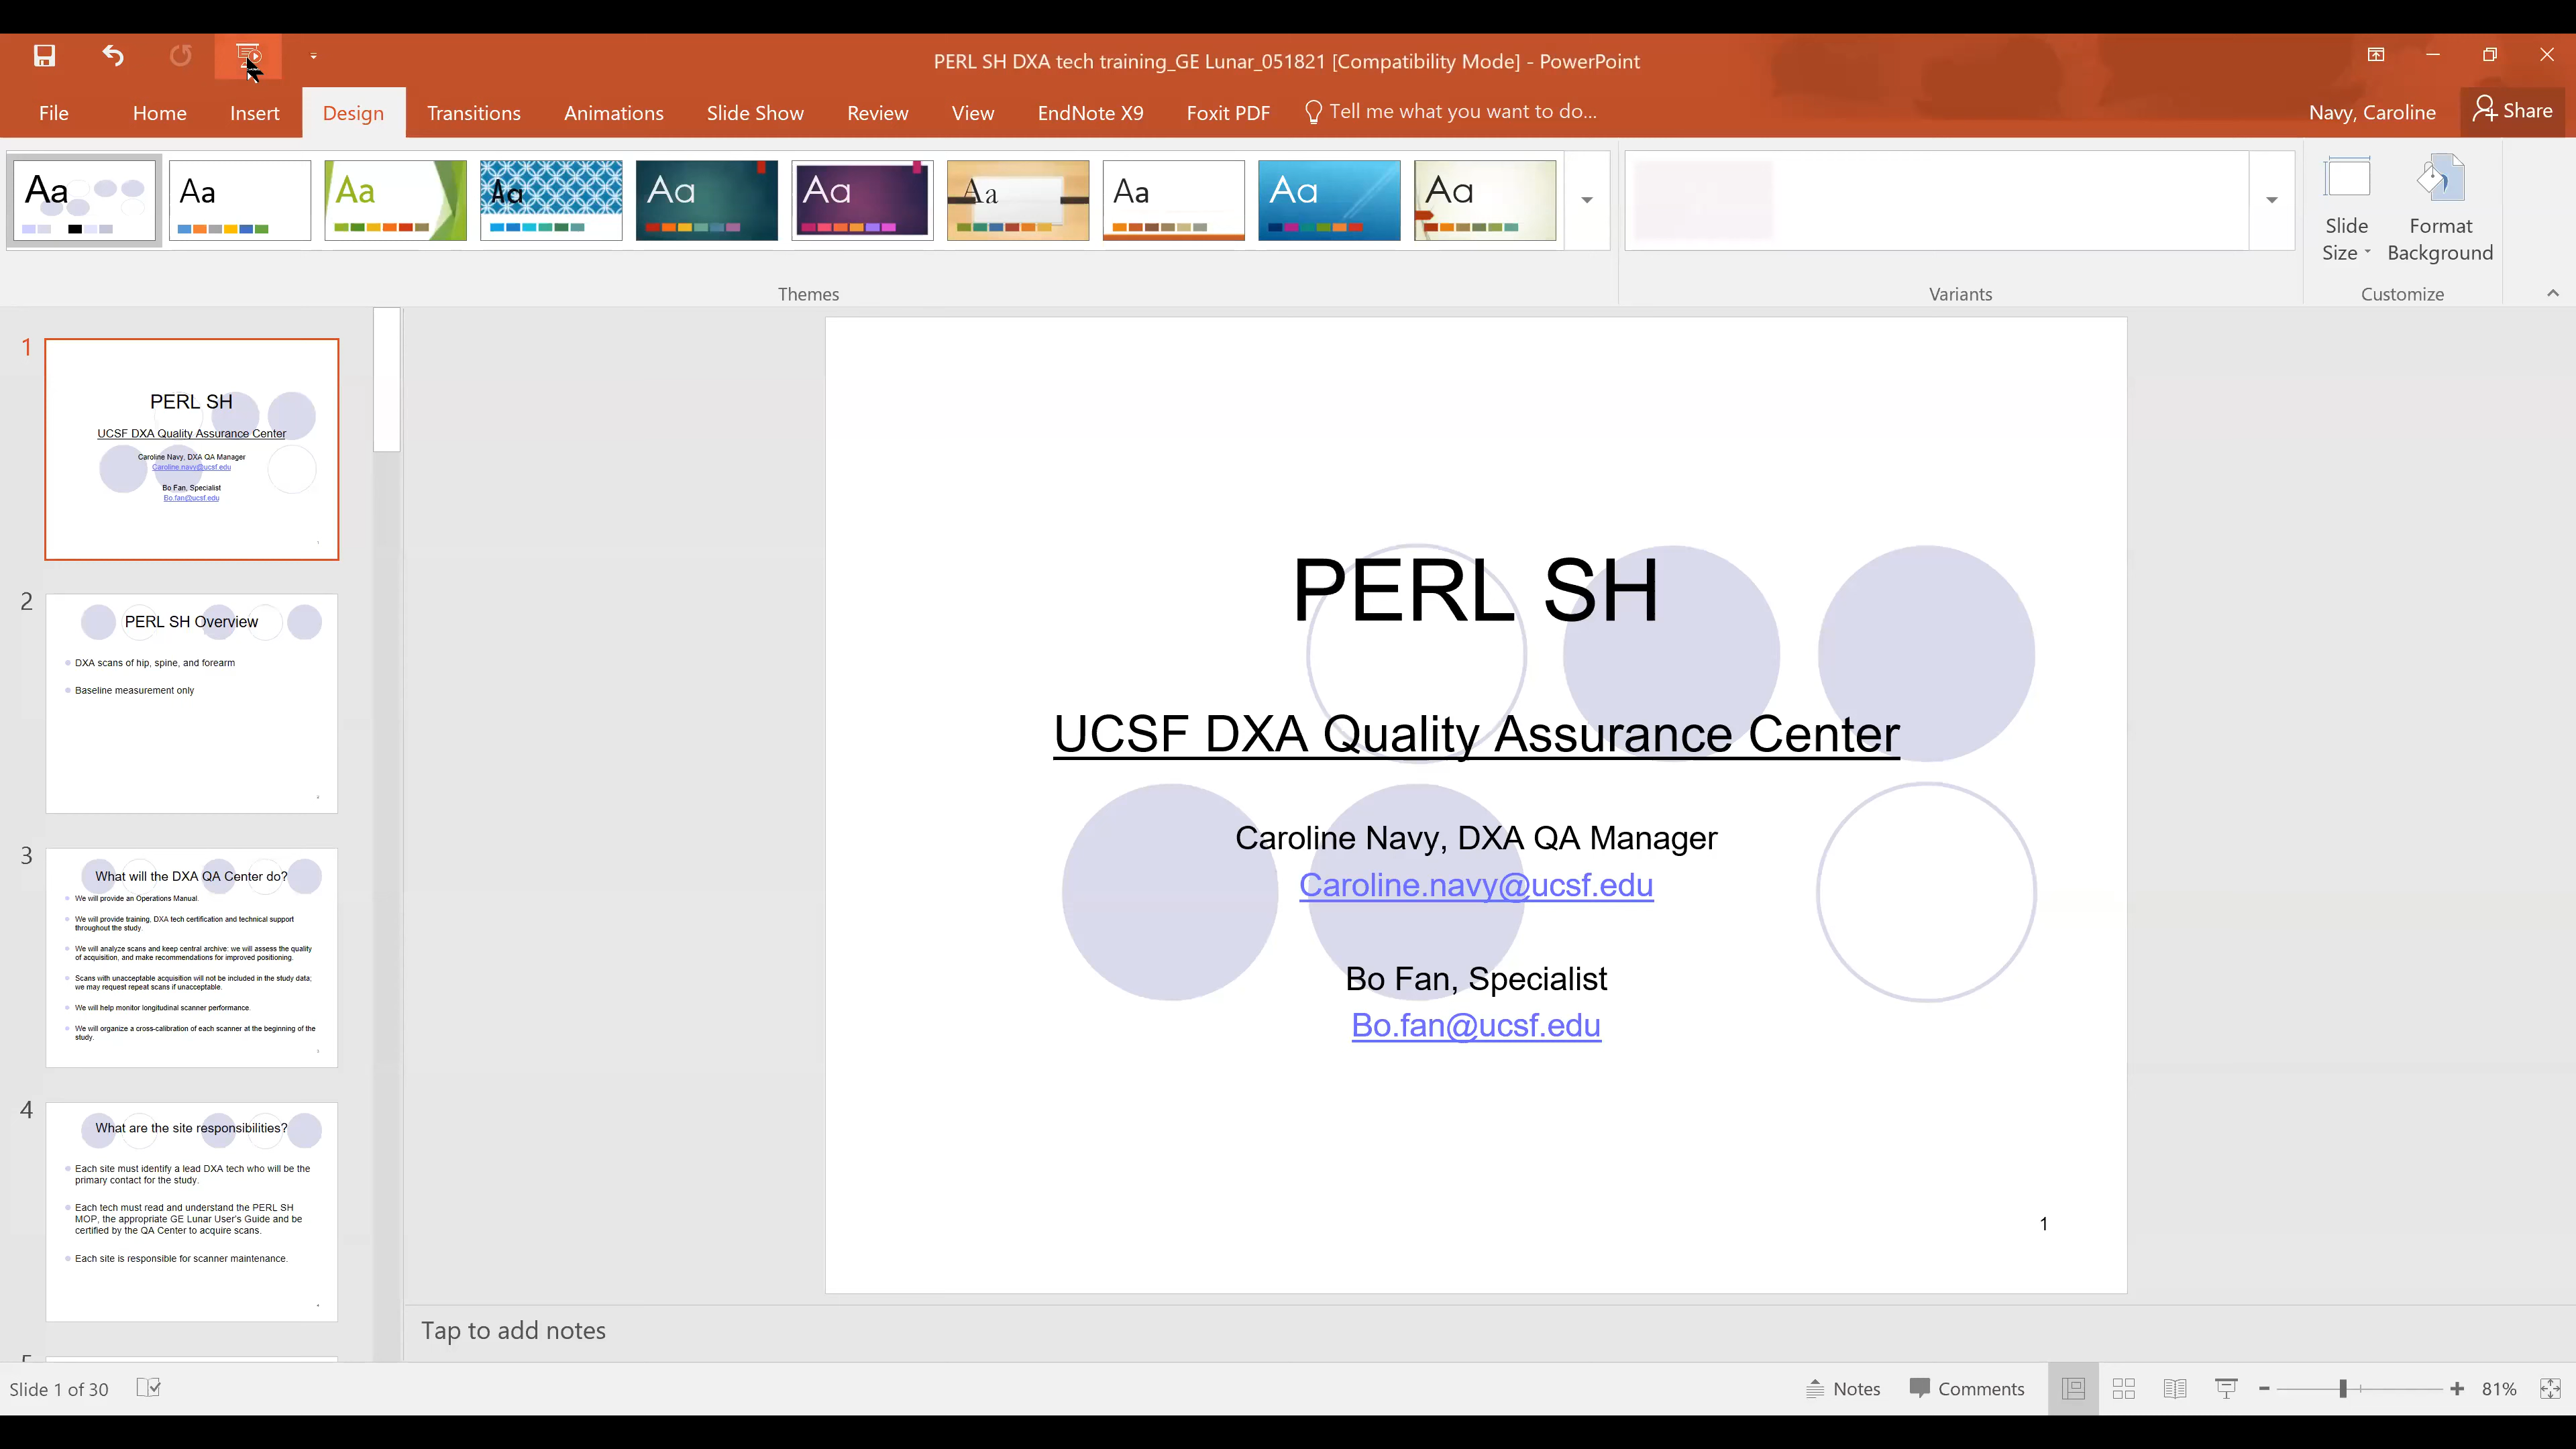 PERL SH DXA tech training_GE Lunar_051821 [Compatibility Mode] - PowerPoint
File Home Insert Design Transitions Animations Slide Show Review View EndNote X9 Foxit PDF Tell me what you want to do... Navy, Caroline Share
Aa Aa Aa Aa Aa Aa Aa Aa Aa Aa
Slide Size
Format Background
Themes Variants Customize
1
PERL SH
UCSF DXA Quality Assurance Center
Caroline Navy, DXA QA Manager
Caroline.navy@ucsf.edu
Bo Fan, Specialist
Bo.fan@ucsf.edu
2
PERL SH Overview
DXA scans of hip, spine, and forearm
Baseline measurement only
3
What will the DXA QA Center do?
We will provide an Operations Manual.
We will provide training, DXA tech certification and technical support
throughout the study.
We will analyze scans and keep central archive: we will assess the quality
of acquisition, and make recommendations for improved positioning.
Scans with unacceptable acquisition will not be included in the study data;
we may request repeat scans if unacceptable.
We will help monitor longitudinal scanner performance.
We will organize a cross-calibration of each scanner at the beginning of the
study.
4
What are the site responsibilities?
Each site must identify a lead DXA tech who will be the
primary contact for the study.
Each tech must read and understand the PERL SH
MOP, the appropriate GE Lunar User's Guide and be
certified by the QA Center to acquire scans.
Each site is responsible for scanner maintenance.
PERL SH
UCSF DXA Quality Assurance Center
Caroline Navy, DXA QA Manager
Caroline.navy@ucsf.edu
Bo Fan, Specialist
Bo.fan@ucsf.edu
1
Tap to add notes
Slide 1 of 30 Notes Comments 81%